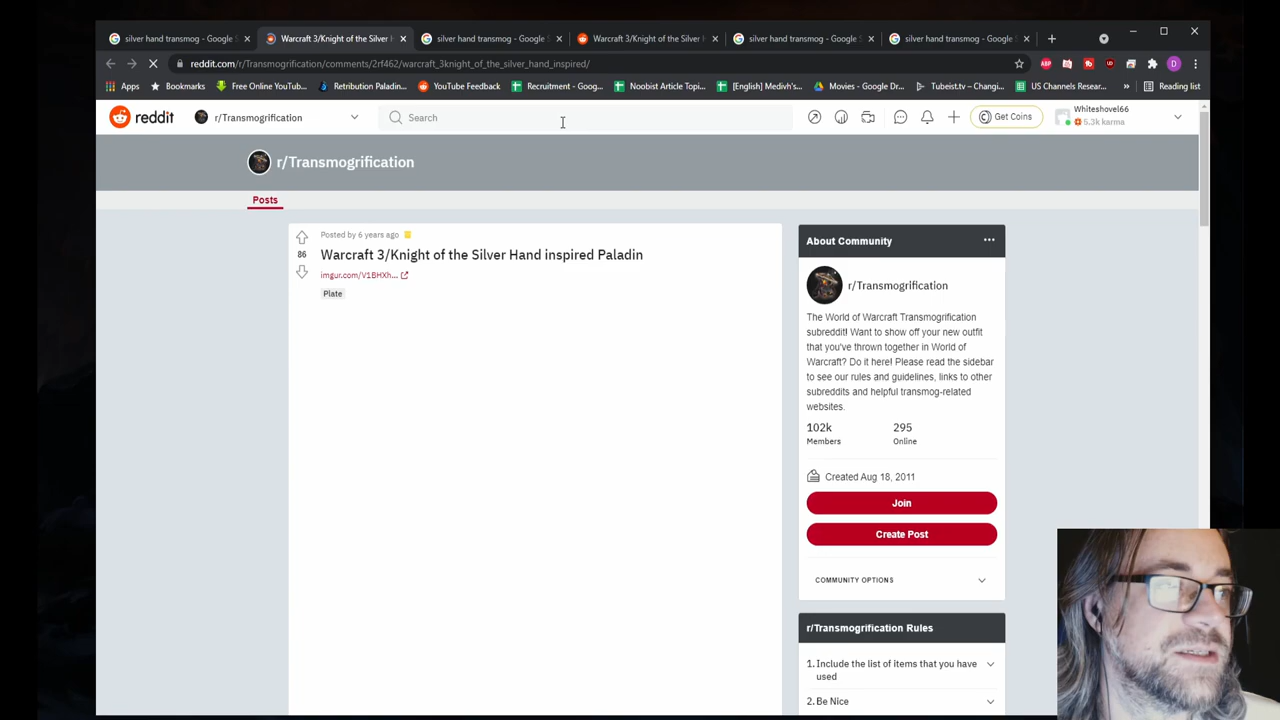 silver hand transmog - Google S
Warcraft 3/Knight of the Silver H
silver hand transmog - Google S
Warcraft 3/Knight of the Silver H
silver hand transmog - Google S
silver hand transmog - Google S
reddit.com/r/Transmogrification/comments/2rf462/warcraft_3knight_of_the_silver_hand_inspired/
ABP
D
Apps
Bookmarks
Free Online YouTub...
Retribution Paladin...
YouTube Feedback
Recruitment - Goog...
Noobist Article Topi...
[English] Medivh's...
Movies - Google Dr...
Tubeist.tv – Changi...
US Channels Resear...
»
Reading list
reddit
r/Transmogrification
Search
Get Coins
Whiteshovel66
5.3k karma
r/Transmogrification
Posts
Posted by 6 years ago
86
Warcraft 3/Knight of the Silver Hand inspired Paladin
imgur.com/V1BHXh...
Plate
About Community
r/Transmogrification
The World of Warcraft Transmogrification
subreddit! Want to show off your new outfit
that you've thrown together in World of
Warcraft? Do it here! Please read the sidebar
to see our rules and guidelines, links to other
subreddits and helpful transmog-related
websites.
102k
295
Members
Online
Created Aug 18, 2011
Join
Create Post
COMMUNITY OPTIONS
r/Transmogrification Rules
1. Include the list of items that you have
used
2. Be Nice